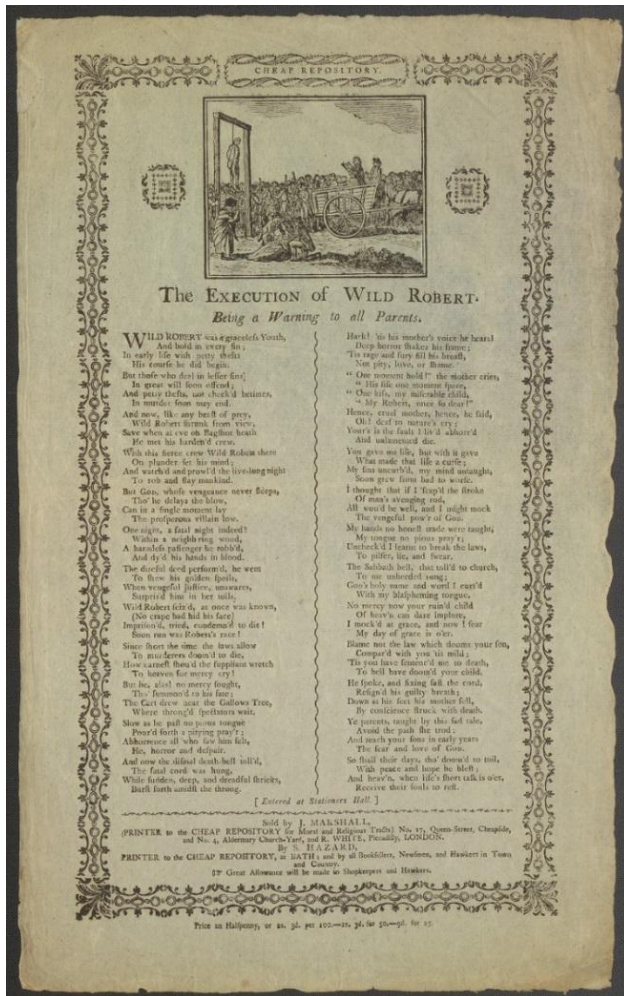 CHEAP REPOSITORY.
The EXECUTION of WILD ROBERT.
Being a Warning to all Parents.
WILD ROBERT was a graceless Youth,
And bold in every sin;
In early life with petty thefts
His course he did begin.
But those who deal in lesser sins,
In great will soon offend;
And petty thefts, not check'd betimes,
In murder soon may end.
And now, like any beast of prey,
Wild Robert shrunk from view,
Save when at eve on Bagshot heath
He met his harden'd crew.
With this fierce crew Wild Robert there
On plunder set his mind;
And watch'd and prowl'd the live-long night
To rob and slay mankind.
But God, whose vengeance never sleeps,
Tho' he delays the blow,
Can in a single moment lay
The prosperous villain low.
One night, a fatal night indeed!
Within a neighb'ring wood,
A harmless passenger he robb'd,
And dy'd his hands in blood.
The direful deed perform'd, he went
To shew his golden spoils,
When vengeful Justice, unawares,
Surpris'd him in her toils.
Wild Robert seiz'd, at once was known,
(No crape had hid his face)
Imprison'd, tried, condemn'd to die!
Soon run was Robert's race!
Since short the time the laws allow
To murderers doom'd to die,
How earnest shou'd the suppliant wretch
To heaven for mercy cry!
But he, alas! no mercy sought,
Tho' summon'd to his fate;
The Cart drew near the Gallows Tree,
Where throng'd spectators wait.
Slow as he past no pious tongue
Pour'd forth a pitying pray'r;
Abhorrence all who saw him felt,
He, horror and despair.
And now the dismal death-bell toll'd,
The fatal cord was hung,
While sudden, deep, and dreadful shrieks,
Burst forth amidst the throng.
Hark! 'tis his mother's voice he hears!
Deep horror shakes his frame;
'Tis rage and fury fill his breast,
Not pity, love, or shame.
"One moment hold!" the mother cries,
"His life one moment spare,
"One kiss, my miserable child,
"My Robert, once so dear!"
Hence, cruel mother, hence, he said,
Oh! deaf to nature's cry;
Your's is the fault I liv'd abhorr'd
And unlamented die.
You gave me life, but with it gave
What made that life a curse;
My sins uncurb'd, my mind untaught,
Soon grew from bad to worse.
I thought that if I 'scap'd the stroke
Of man's avenging rod,
All wou'd be well, and I might mock
The vengeful pow'r of GOD.
My hands no honest trade were taught,
My tongue no pious pray'r;
Uncheck'd I learnt to break the laws,
To pilfer, lie, and swear.
The Sabbath bell, that toll'd to church,
To me unheeded rung;
GOD's holy name and word I curs'd
With my blaspheming tongue.
No mercy now your ruin'd child
Of heav'n can dare implore,
I mock'd at grace, and now I fear
My day of grace is o'er.
Blame not the law which dooms your son,
Compar'd with you 'tis mild;
'Tis you have sentenc'd me to death,
To hell have doom'd your child.
He spoke, and fixing fast the cord,
Resign'd his guilty breath;
Down at his feet his mother fell,
By conscience struck with death.
Ye parents, taught by this sad tale,
Avoid the path she trod;
And teach your sons in early years
The fear and love of GOD.
So shall their days, tho' doom'd to toil,
With peace and hope be blest;
And heav'n, when life's short task is o'er,
Receive their souls to rest.
[ Entered at Stationers Hall. ]
Sold by J. MARSHALL,
(PRINTER to the CHEAP REPOSITORY for Moral and Religious Tracts) No. 17, Queen-Street, Cheapside,
and No. 4, Aldermary Church-Yard, and R. WHITE, Piccadilly, LONDON.
By S. HAZARD,
PRINTER to the CHEAP REPOSITORY, at BATH; and by all Booksellers, Newsmen, and Hawkers in Town
and Country.
☞ Great Allowance will be made to Shopkeepers and Hawkers.
Price an Halfpenny, or 2s. 3d. per 100.—1s. 3d. for 50.—9d. for 25.